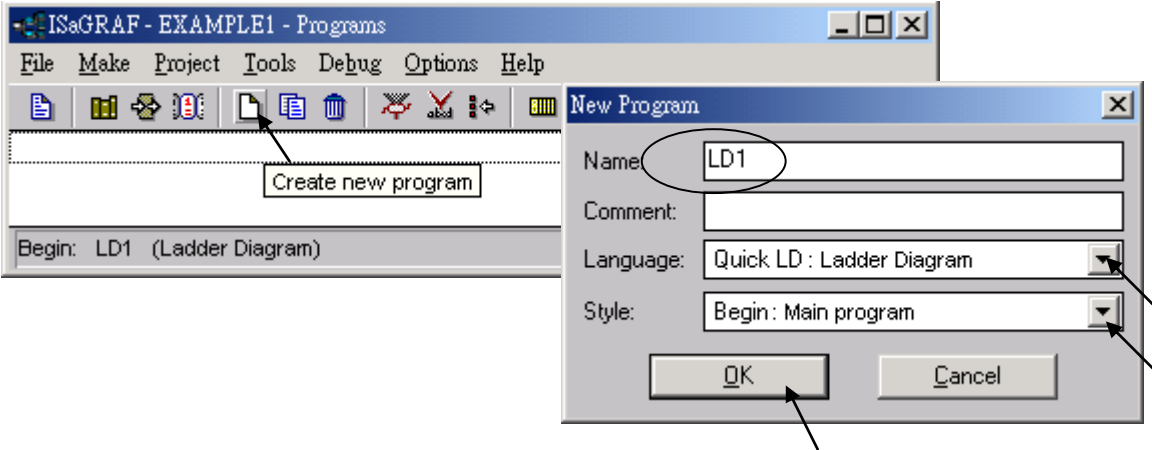 ISaGRAF - EXAMPLE1 - Programs
File Make Project Tools Debug Options Help
Create new program
Begin: LD1 (Ladder Diagram)
New Program
Name: LD1
Comment:
Language: Quick LD : Ladder Diagram
Style: Begin : Main program
OK Cancel